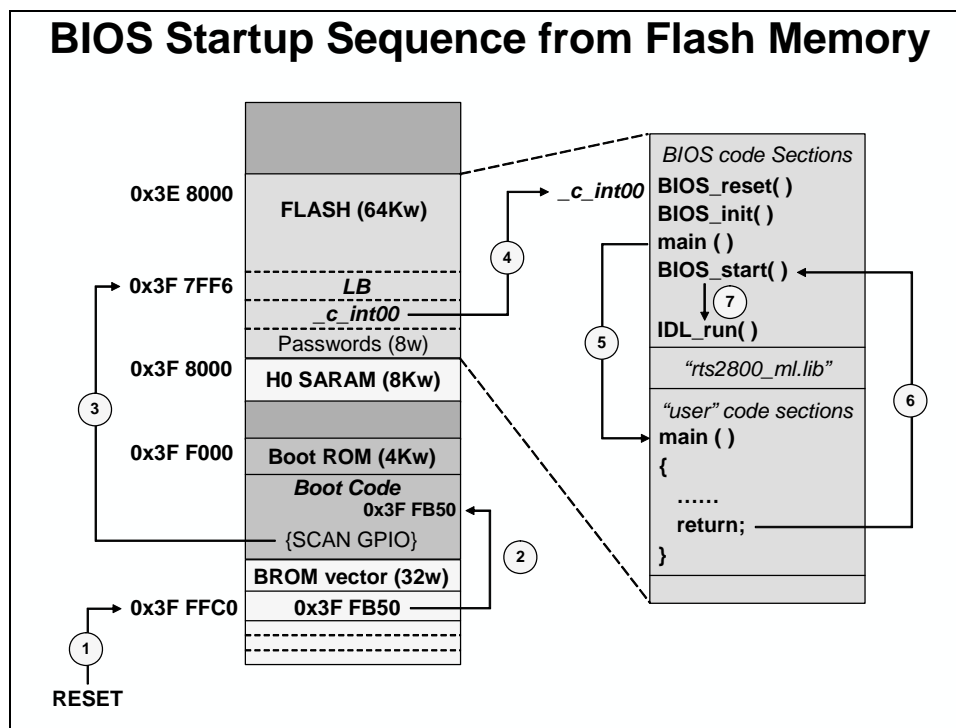 BIOS Startup Sequence from Flash Memory
0x3E 8000
FLASH (64Kw)
0x3F 7FF6
LB
_c_int00
Passwords (8w)
0x3F 8000
H0 SARAM (8Kw)
0x3F F000
Boot ROM (4Kw)
Boot Code
0x3F FB50
{SCAN GPIO}
BROM vector (32w)
0x3F FFC0
0x3F FB50
RESET
1
2
3
4
5
6
7
_c_int00
BIOS code Sections
BIOS_reset( )
BIOS_init( )
main ( )
BIOS_start( )
IDL_run( )
“rts2800_ml.lib”
“user” code sections
main ( )
{
……
return;
}